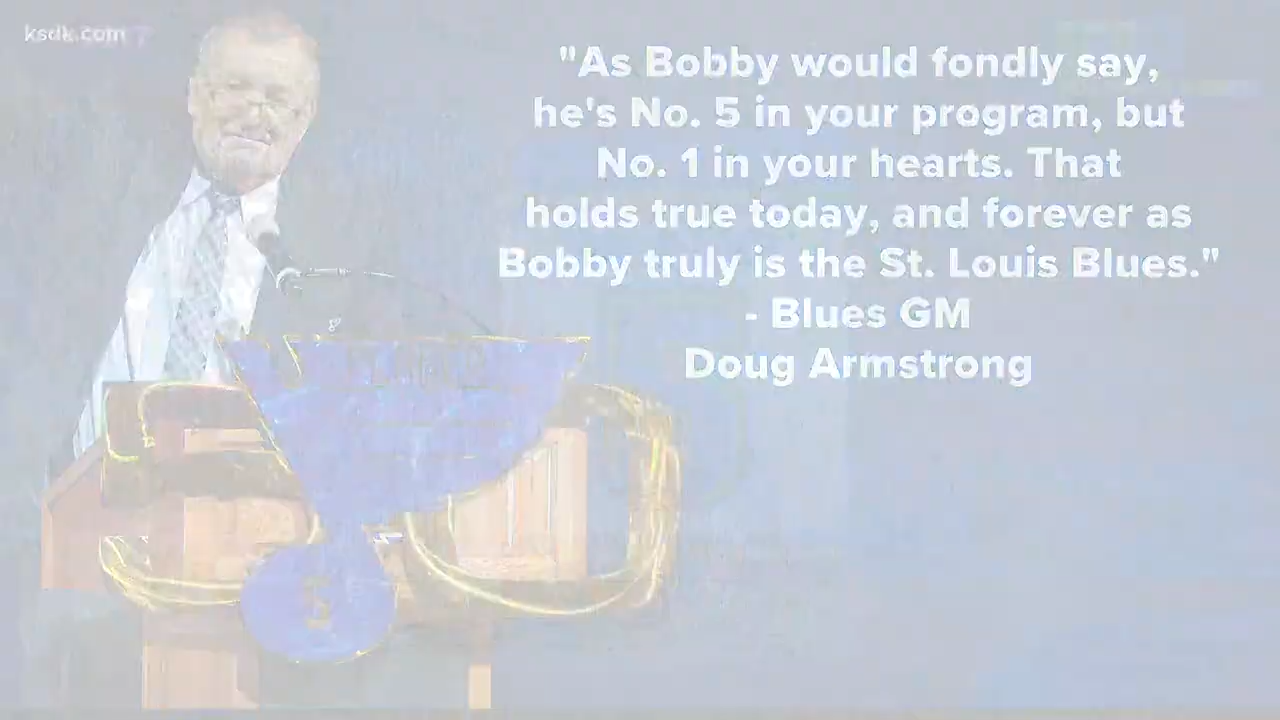 ksdk.com
"As Bobby would fondly say,
he's No. 5 in your program, but
No. 1 in your hearts. That
holds true today, and forever as
Bobby truly is the St. Louis Blues."
- Blues GM
Doug Armstrong
5